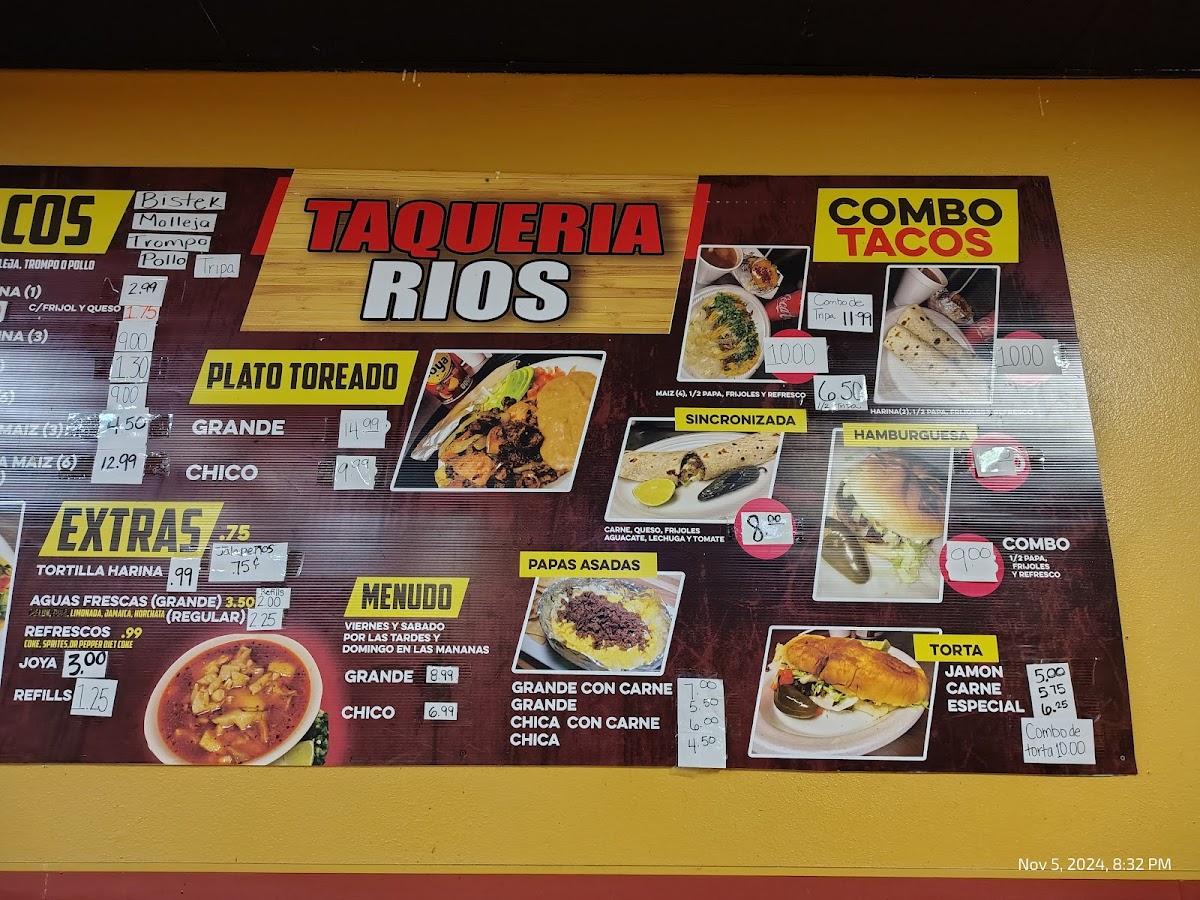 COS
Bistek
Molleja
Trompo
Pollo
Tripa
LEJA, TROMPO O POLLO
NA (1)
2.99
C/FRIJOL Y QUESO
1.75
INA (3)
9.00
1.30
9.00
MAIZ (3)
4.50
A MAIZ (6)
12.99
TAQUERIA
RIOS
PLATO TOREADO
GRANDE 14.99
CHICO 9.99
Joya
EXTRAS .75
Jalapeños
.75¢
TORTILLA HARINA .99
AGUAS FRESCAS (GRANDE) 3.50
Refills
2.00
LIMONADA, JAMAICA, HORCHATA (REGULAR) 2.25
REFRESCOS .99
COKE, SPRITES, DR PEPPER DIET COKE
JOYA 3.00
REFILLS 1.25
MENUDO
VIERNES Y SABADO
POR LAS TARDES Y
DOMINGO EN LAS MANANAS
GRANDE 8.99
CHICO 6.99
COMBO
TACOS
Combo de
Tripa 11.99
10.00
10.00
MAIZ (4), 1/2 PAPA, FRIJOLES Y REFRESCO
6.50
HARINA(2), 1/2 PAPA, FRIJOLES Y REFRESCO
SINCRONIZADA
CARNE, QUESO, FRIJOLES
AGUACATE, LECHUGA Y TOMATE
8.00
HAMBURGUESA
COMBO
1/2 PAPA,
FRIJOLES
Y REFRESCO
9.00
PAPAS ASADAS
GRANDE CON CARNE 7.00
GRANDE 5.50
CHICA CON CARNE 6.00
CHICA 4.50
TORTA
JAMON 5.00
CARNE 5.75
ESPECIAL 6.25
Combo de
torta 10.00
Nov 5, 2024, 8:32 PM